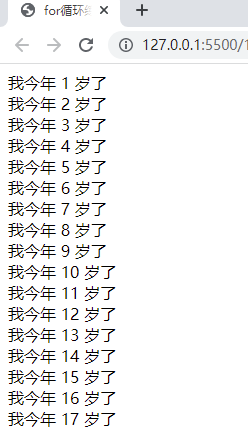 for循环
127.0.0.1:5500/1
我今年 1 岁了
我今年 2 岁了
我今年 3 岁了
我今年 4 岁了
我今年 5 岁了
我今年 6 岁了
我今年 7 岁了
我今年 8 岁了
我今年 9 岁了
我今年 10 岁了
我今年 11 岁了
我今年 12 岁了
我今年 13 岁了
我今年 14 岁了
我今年 15 岁了
我今年 16 岁了
我今年 17 岁了